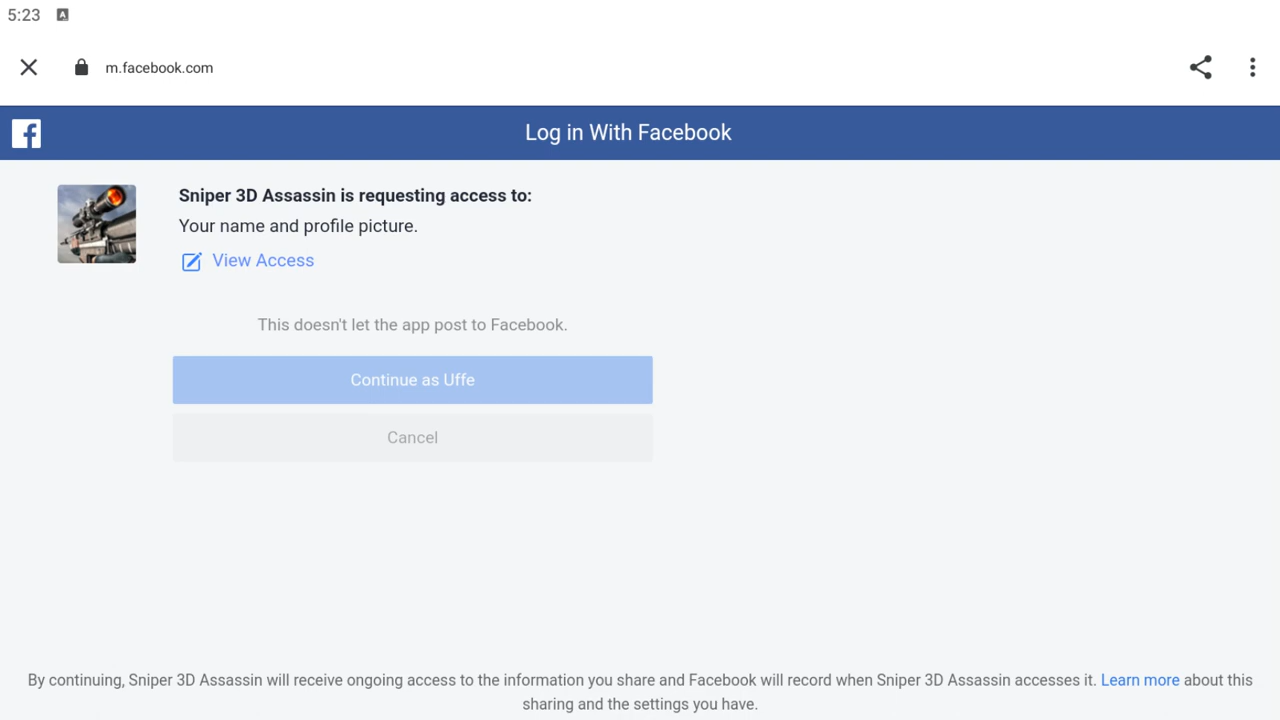 5:23
A
m.facebook.com
Log in With Facebook
Sniper 3D Assassin is requesting access to:
Your name and profile picture.
View Access
This doesn't let the app post to Facebook.
Continue as Uffe
Cancel
By continuing, Sniper 3D Assassin will receive ongoing access to the information you share and Facebook will record when Sniper 3D Assassin accesses it. Learn more about this
sharing and the settings you have.